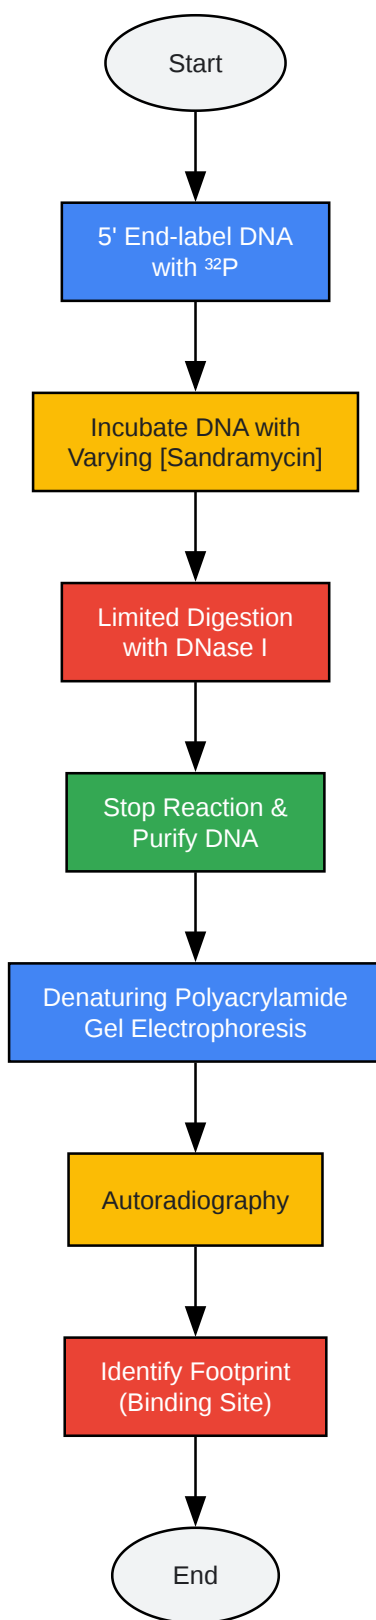 Start
5' End-label DNA
with ³²P
Incubate DNA with
Varying [Sandramycin]
Limited Digestion
with DNase I
Stop Reaction &
Purify DNA
Denaturing Polyacrylamide
Gel Electrophoresis
Autoradiography
Identify Footprint
(Binding Site)
End